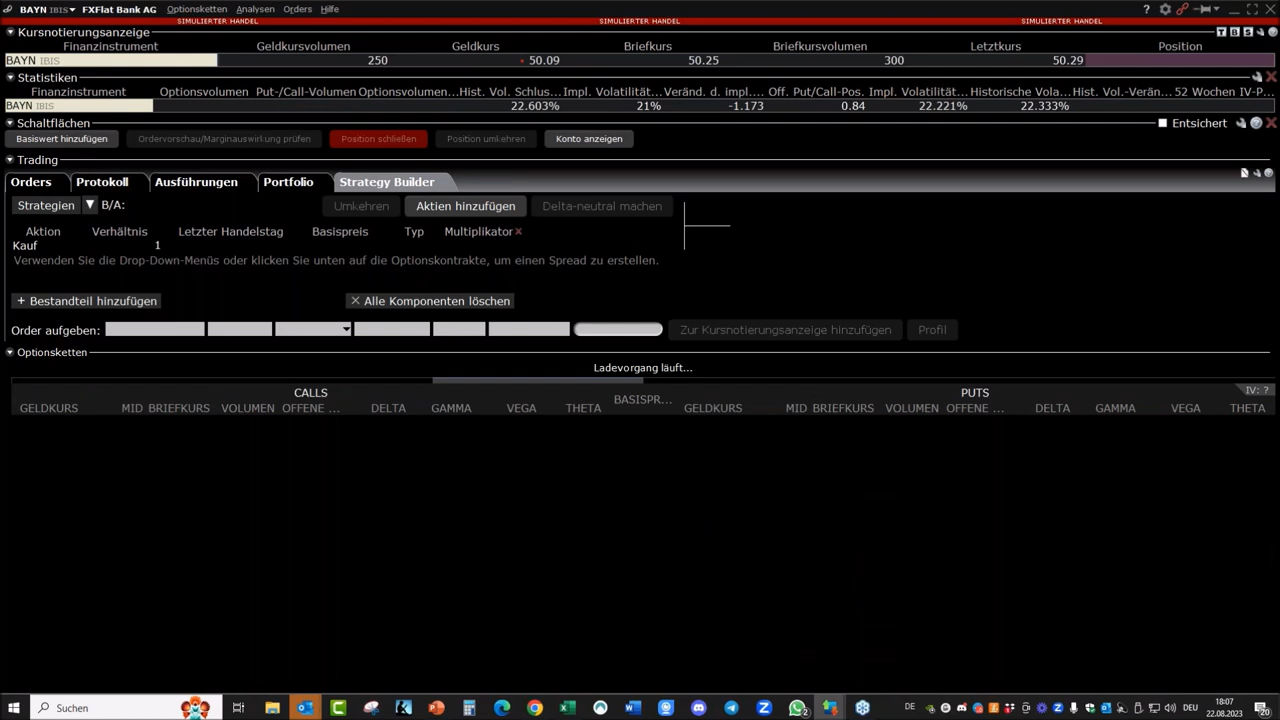 BAYN IBIS FXFlat Bank AG Optionsketten Analysen Orders Hilfe ?
SIMULIERTER HANDEL SIMULIERTER HANDEL SIMULIERTER HANDEL
Kursnotierungsanzeige T B S
Finanzinstrument Geldkursvolumen Geldkurs Briefkurs Briefkursvolumen Letztkurs Position
BAYN IBIS 250 50.09 50.25 300 50.29
Statistiken
Finanzinstrument Optionsvolumen Put-/Call-Volumen Optionsvolumen... Hist. Vol. Schlus... Impl. Volatilität... Veränd. d. impl.... Off. Put/Call-Pos. Impl. Volatilität... Historische Vola... Hist. Vol.-Verän... 52 Wochen IV-P...
BAYN IBIS 22.603% 21% -1.173 0.84 22.221% 22.333%
Schaltflächen Entsichert
Basiswert hinzufügen Ordervorschau/Marginauswirkung prüfen Position schließen Position umkehren Konto anzeigen
Trading
Orders Protokoll Ausführungen Portfolio Strategy Builder
Strategien B/A: Umkehren Aktien hinzufügen Delta-neutral machen
Aktion Verhältnis Letzter Handelstag Basispreis Typ Multiplikator
Kauf 1
Verwenden Sie die Drop-Down-Menüs oder klicken Sie unten auf die Optionskontrakte, um einen Spread zu erstellen.
+ Bestandteil hinzufügen × Alle Komponenten löschen
Order aufgeben: Zur Kursnotierungsanzeige hinzufügen Profil
Optionsketten
Ladevorgang läuft...
CALLS PUTS IV: ?
GELDKURS MID BRIEFKURS VOLUMEN OFFENE ... DELTA GAMMA VEGA THETA BASISPR... GELDKURS MID BRIEFKURS VOLUMEN OFFENE ... DELTA GAMMA VEGA THETA
Suchen DE DEU 18:07
22.08.2023 20